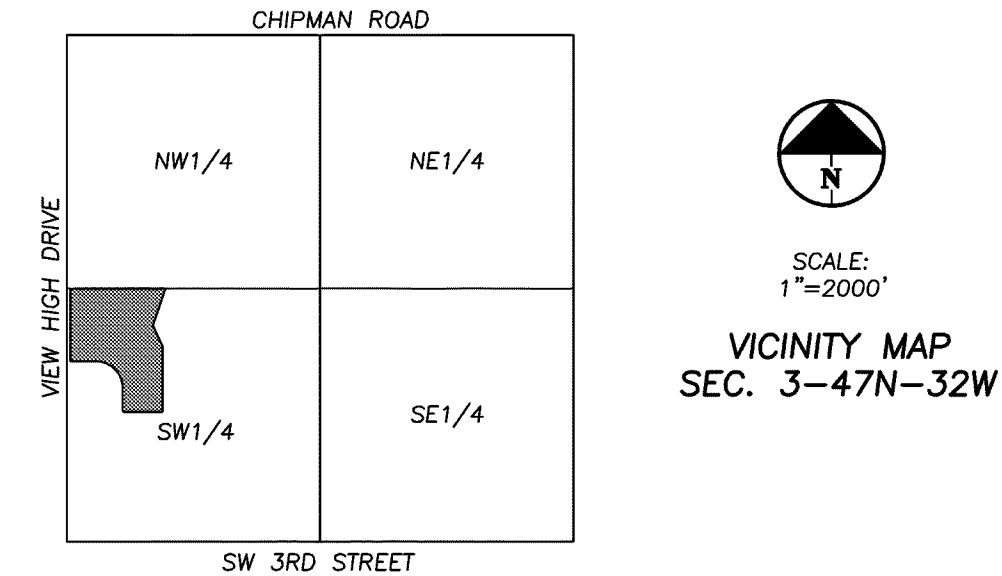 CHIPMAN ROAD
NW1/4
NE1/4
VIEW HIGH DRIVE
SW1/4
SE1/4
SW 3RD STREET
N
SCALE:
1"=2000'
VICINITY MAP
SEC. 3-47N-32W